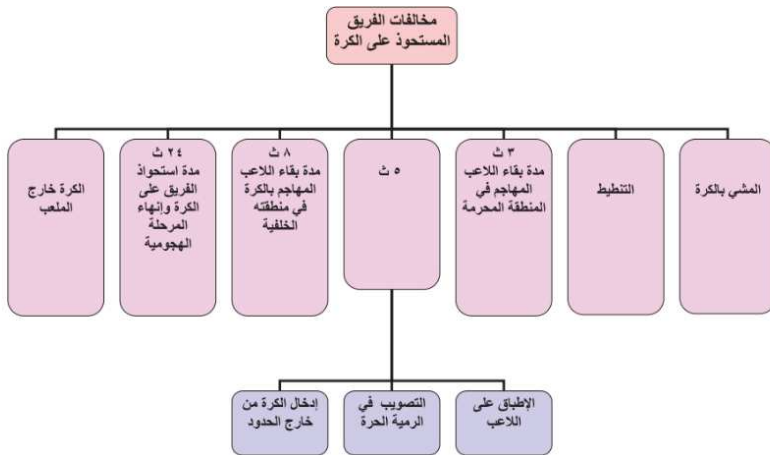 مخالفات الفريق
المستحوذ على الكرة
المشي بالكرة
التنطيط
٣ ث
مدة بقاء اللاعب
المهاجم في
المنطقة المحرمة
٥ ث
٨ ث
مدة بقاء اللاعب
المهاجم بالكرة
في منطقته
الخلفية
٢٤ ث
مدة استحواذ
الفريق على
الكرة وإنهاء
المرحلة
الهجومية
الكرة خارج
الملعب
الإطباق على
اللاعب
التصويب في
الرمية الحرة
إدخال الكرة من
خارج الحدود